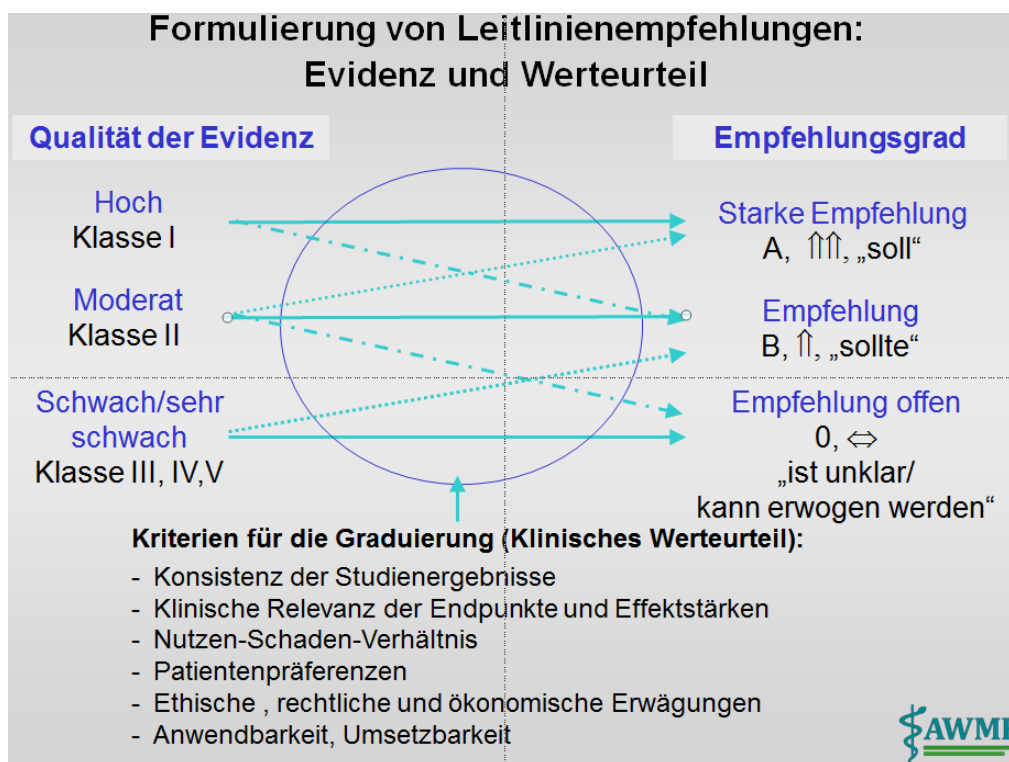 Formulierung von Leitlinienempfehlungen:
Evidenz und Werteurteil
Qualität der Evidenz
Empfehlungsgrad
Hoch
Klasse I
Starke Empfehlung
A, ⇑⇑, „soll“
Moderat
Klasse II
Empfehlung
B, ⇑, „sollte“
Schwach/sehr
schwach
Klasse III, IV,V
Empfehlung offen
0, ⇔
„ist unklar/
kann erwogen werden“
Kriterien für die Graduierung (Klinisches Werteurteil):
- Konsistenz der Studienergebnisse
- Klinische Relevanz der Endpunkte und Effektstärken
- Nutzen-Schaden-Verhältnis
- Patientenpräferenzen
- Ethische , rechtliche und ökonomische Erwägungen
- Anwendbarkeit, Umsetzbarkeit